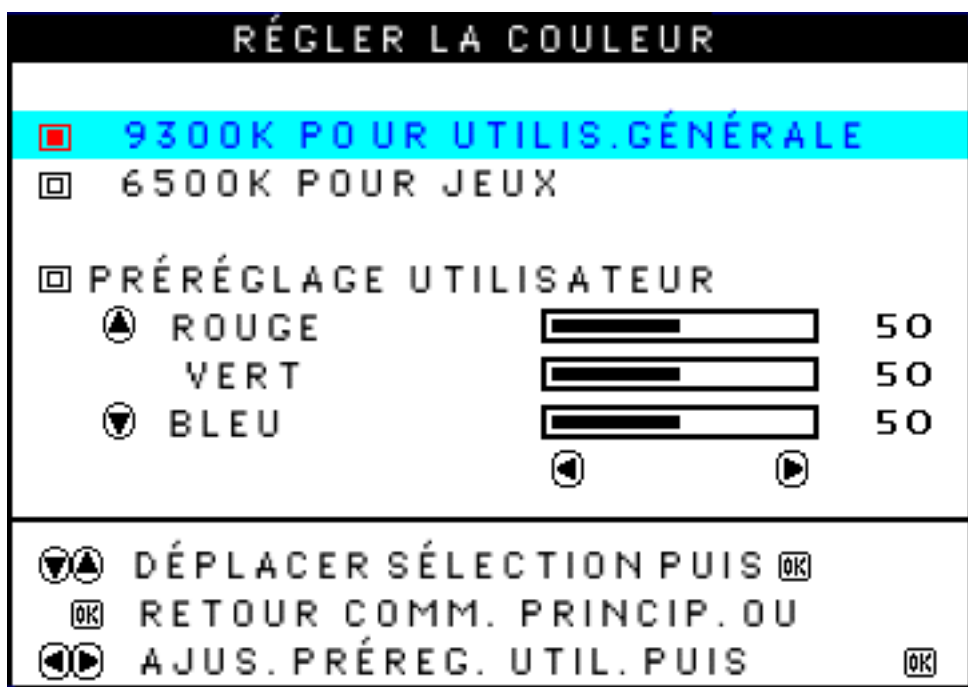 RÉGLER LA COULEUR
9300K POUR UTILIS.GÉNÉRALE
6500K POUR JEUX
PRÉRÉGLAGE UTILISATEUR
ROUGE 50
VERT 50
BLEU 50
DÉPLACER SÉLECTION PUIS OK
OK RETOUR COMM. PRINCIP. OU
AJUS. PRÉREG. UTIL. PUIS OK